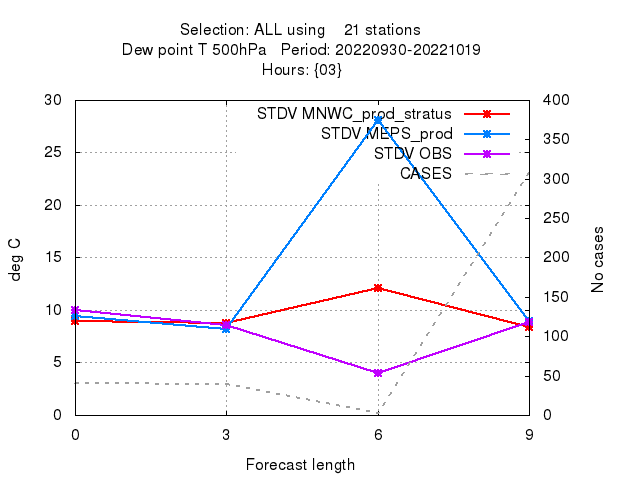 Selection: ALL using    21 stations
Dew point T 500hPa   Period: 20220930-20221019
Hours: {03}
30 400
STDV MNWC_prod_stratus
STDV MEPS_prod
350
25
STDV OBS
CASES
300
20
250
deg C
15 200
No cases
150
10
100
5
50
0 0
0 3 6 9
Forecast length